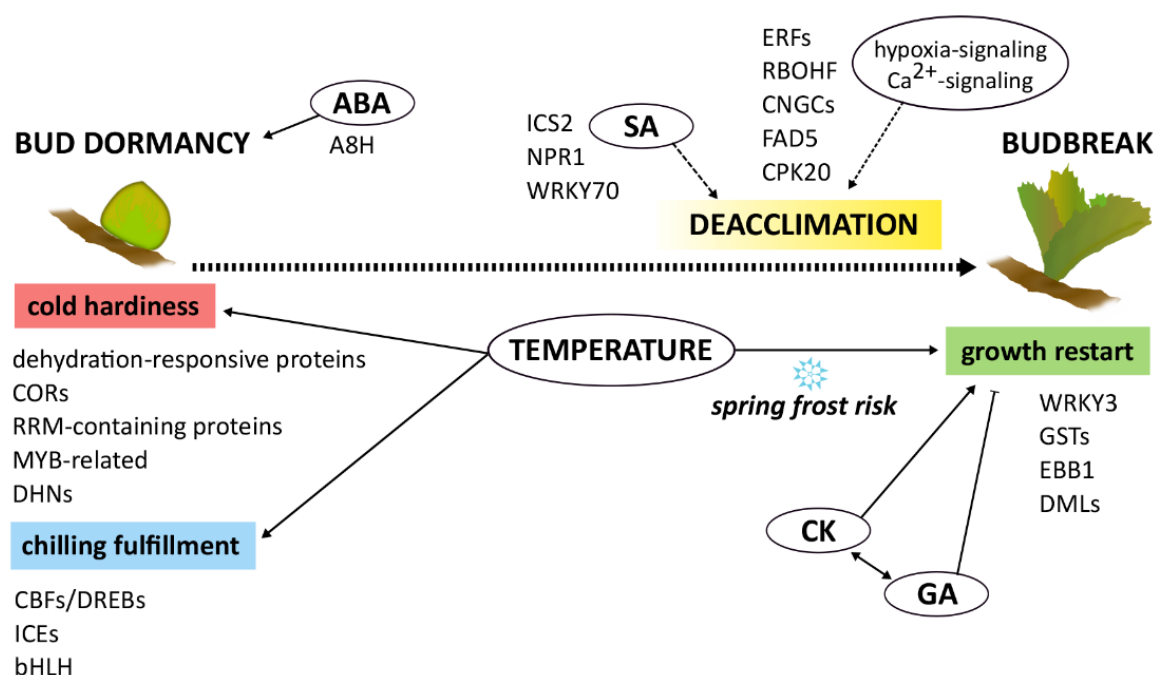 BUD DORMANCY
ABA
A8H
ICS2
NPR1
WRKY70
SA
ERFs
RBOHF
CNGCs
FAD5
CPK20
hypoxia-signaling
Ca2+-signaling
DEACCLIMATION
BUDBREAK
cold hardiness
dehydration-responsive proteins
CORs
RRM-containing proteins
MYB-related
DHNs
chilling fulfillment
CBFs/DREBs
ICEs
bHLH
TEMPERATURE
spring frost risk
growth restart
WRKY3
GSTs
EBB1
DMLs
CK
GA